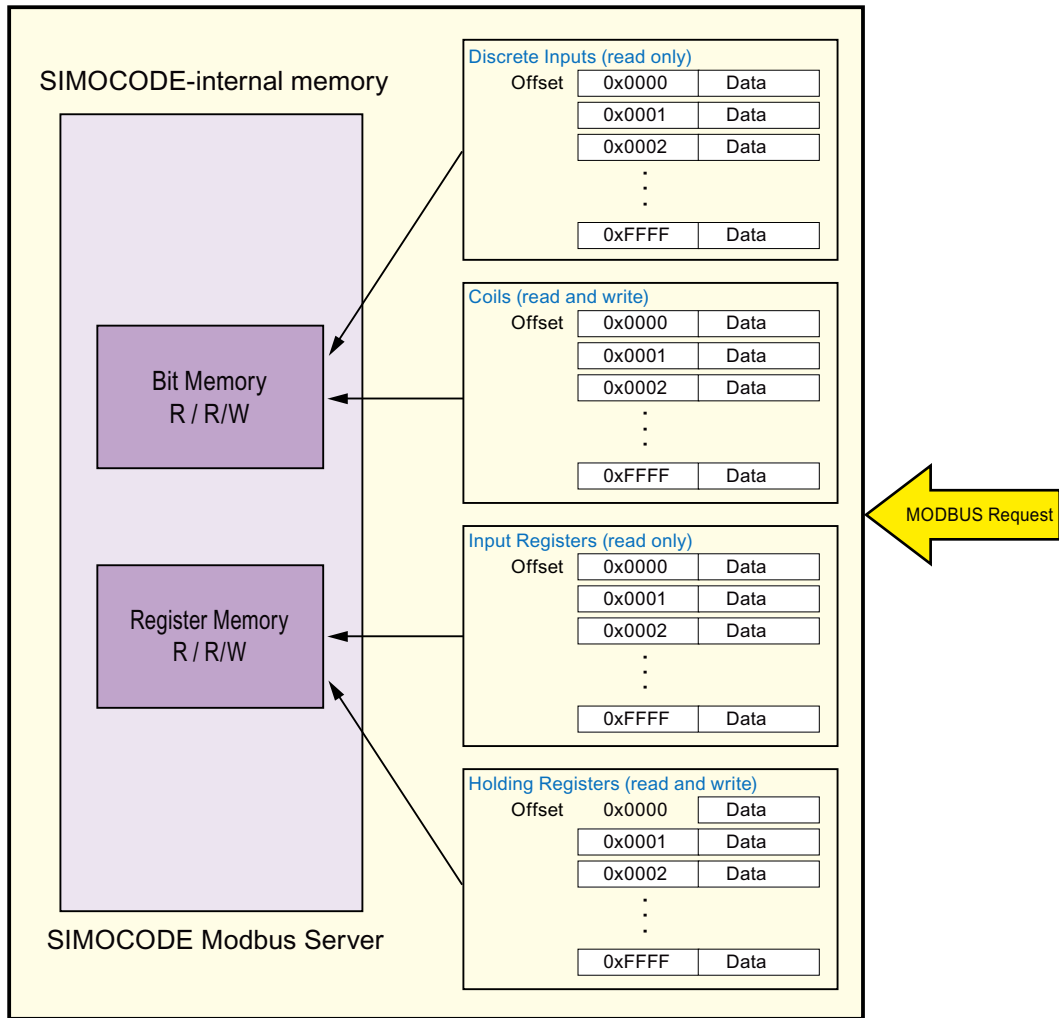 SIMOCODE-internal memory
Bit Memory
R / R/W
Register Memory
R / R/W
SIMOCODE Modbus Server
Discrete Inputs (read only)
Offset 0x0000 Data
0x0001 Data
0x0002 Data
0xFFFF Data
Coils (read and write)
Offset 0x0000 Data
0x0001 Data
0x0002 Data
0xFFFF Data
Input Registers (read only)
Offset 0x0000 Data
0x0001 Data
0x0002 Data
0xFFFF Data
Holding Registers (read and write)
Offset 0x0000 Data
0x0001 Data
0x0002 Data
0xFFFF Data
MODBUS Request